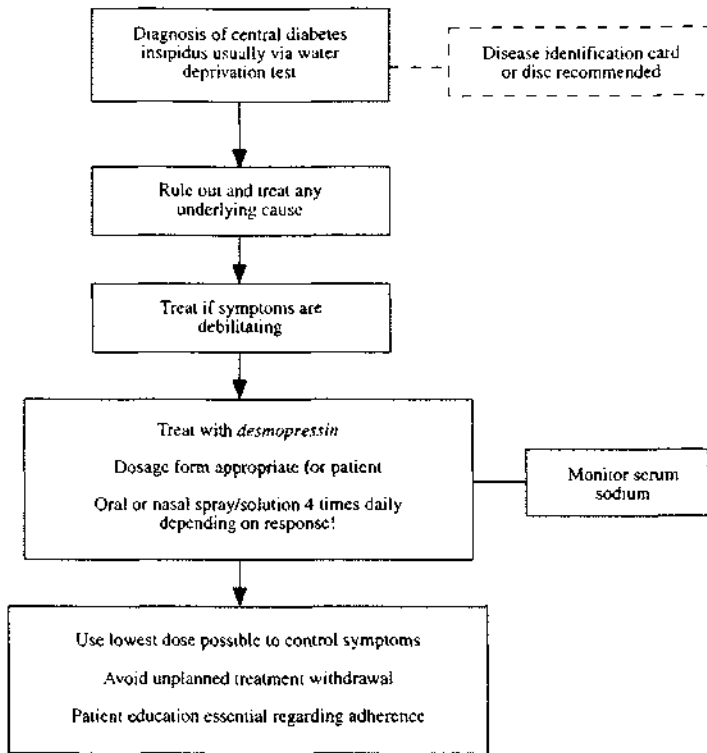 Diagnosis of central diabetes
insipidus usually via water
deprivation test
Disease identification card
or disc recommended
Rule out and treat any
underlying cause
Treat if symptoms are
debilitating
Treat with desmopressin
Dosage form appropriate for patient
Oral or nasal spray/solution 4 times daily
depending on response!
Monitor serum
sodium
Use lowest dose possible to control symptoms
Avoid unplanned treatment withdrawal
Patient education essential regarding adherence